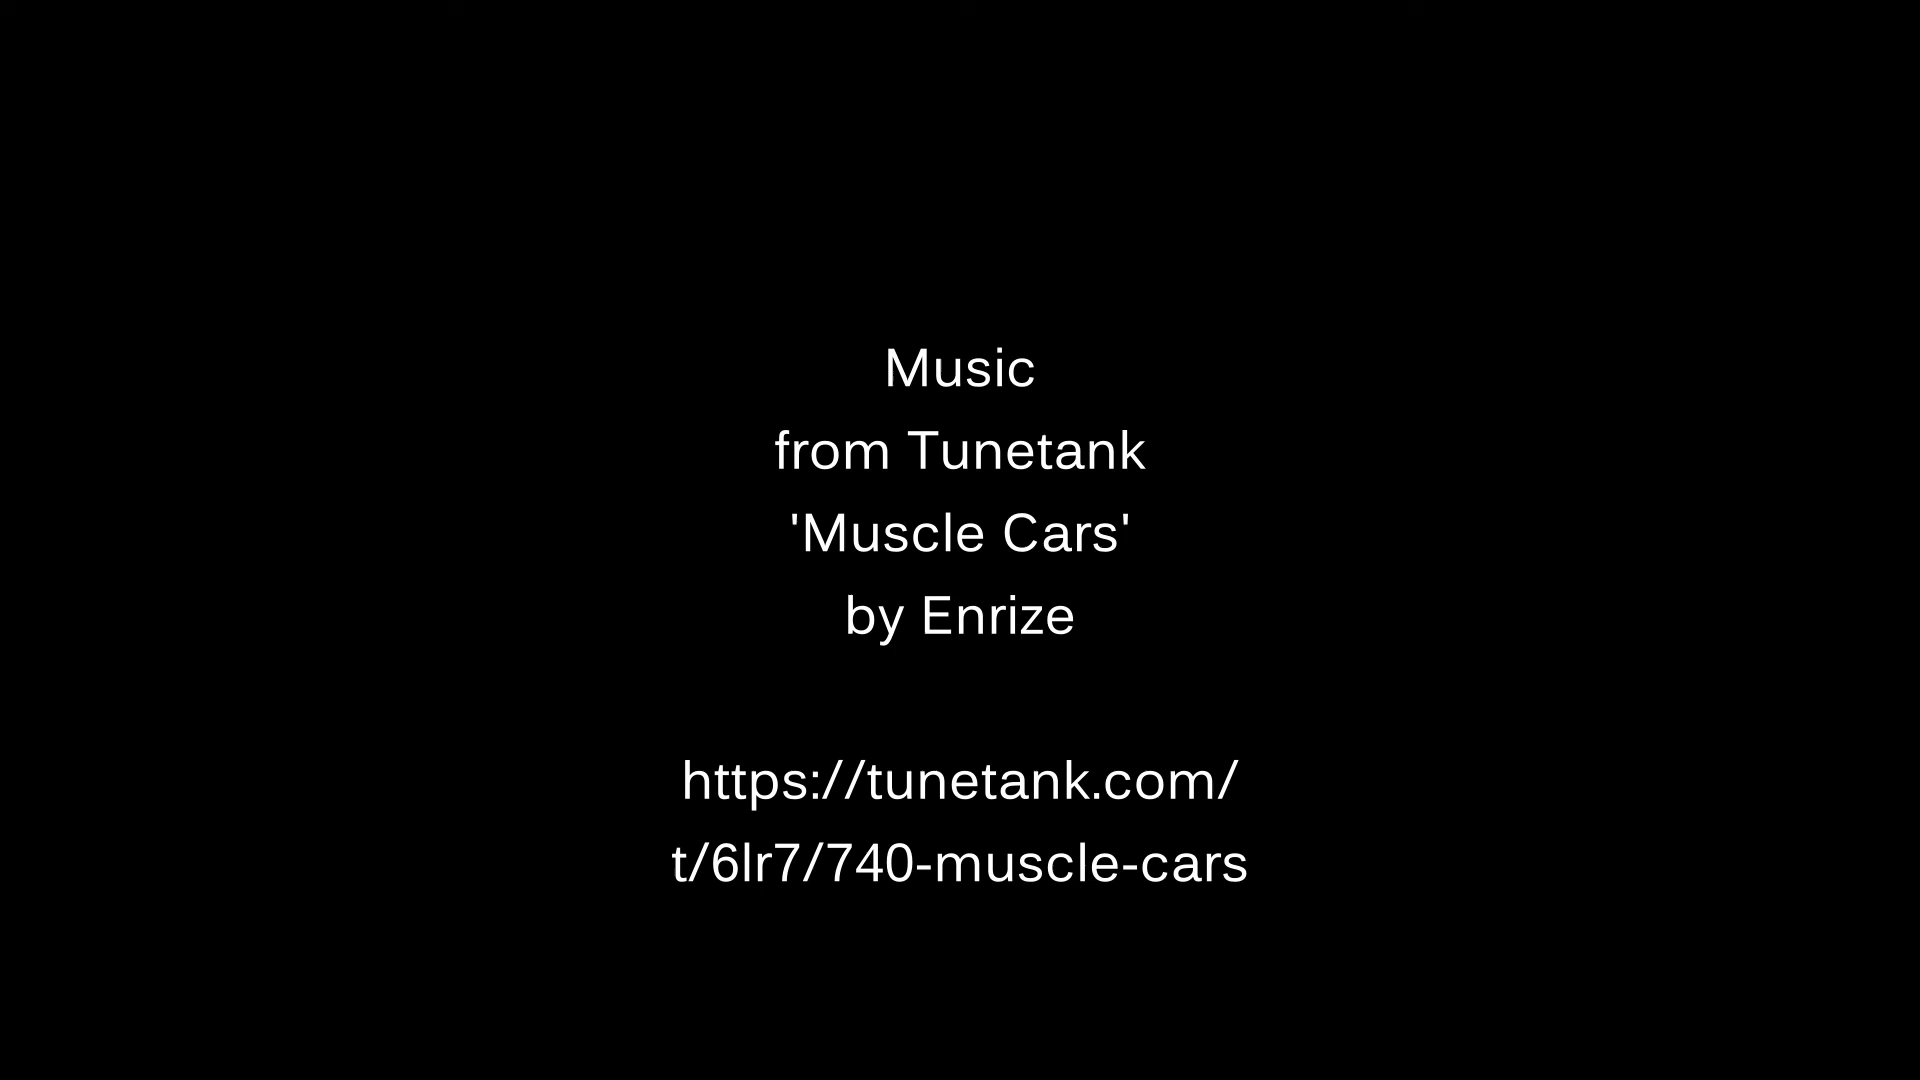 Music
from Tunetank
'Muscle Cars'
by Enrize
https://tunetank.com/
t/6lr7/740-muscle-cars